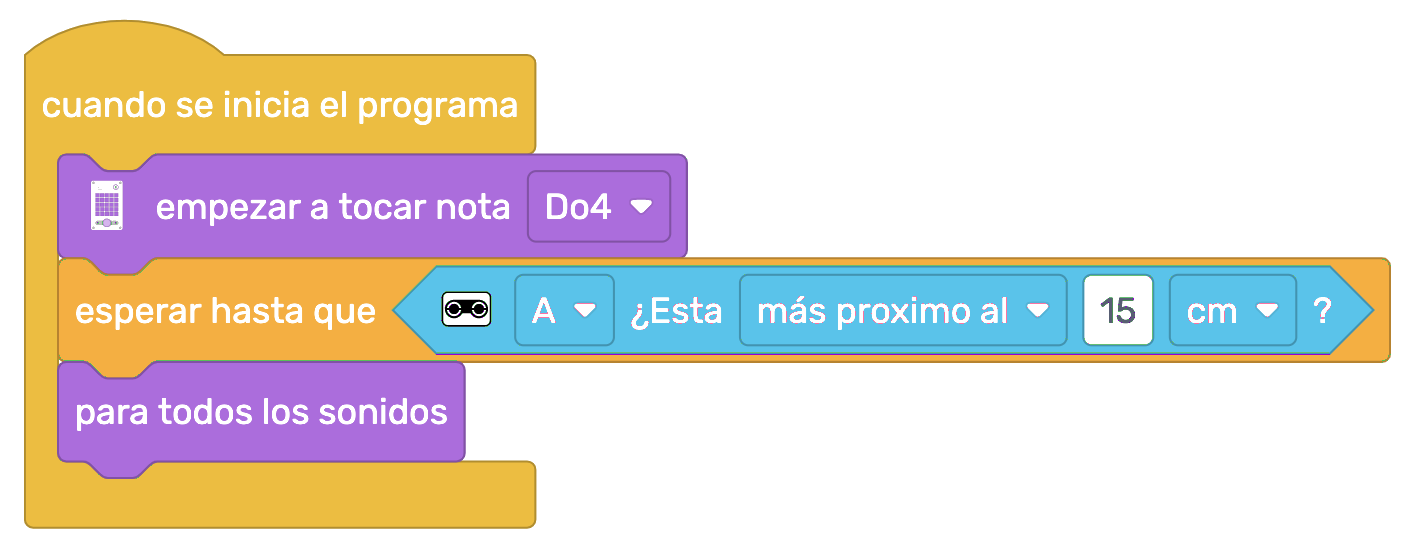 cuando se inicia el programa
empezar a tocar nota Do4
esperar hasta que A ¿Esta más proximo al 15 cm ?
para todos los sonidos